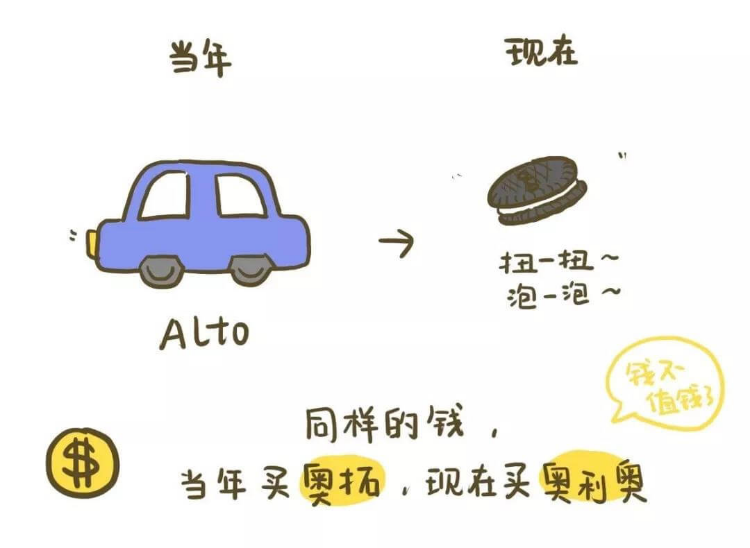 当年
现在
扭一扭~
泡一泡~
Alto
钱不
值钱了
同样的钱，
当年买奥拓，现在买奥利奥
$